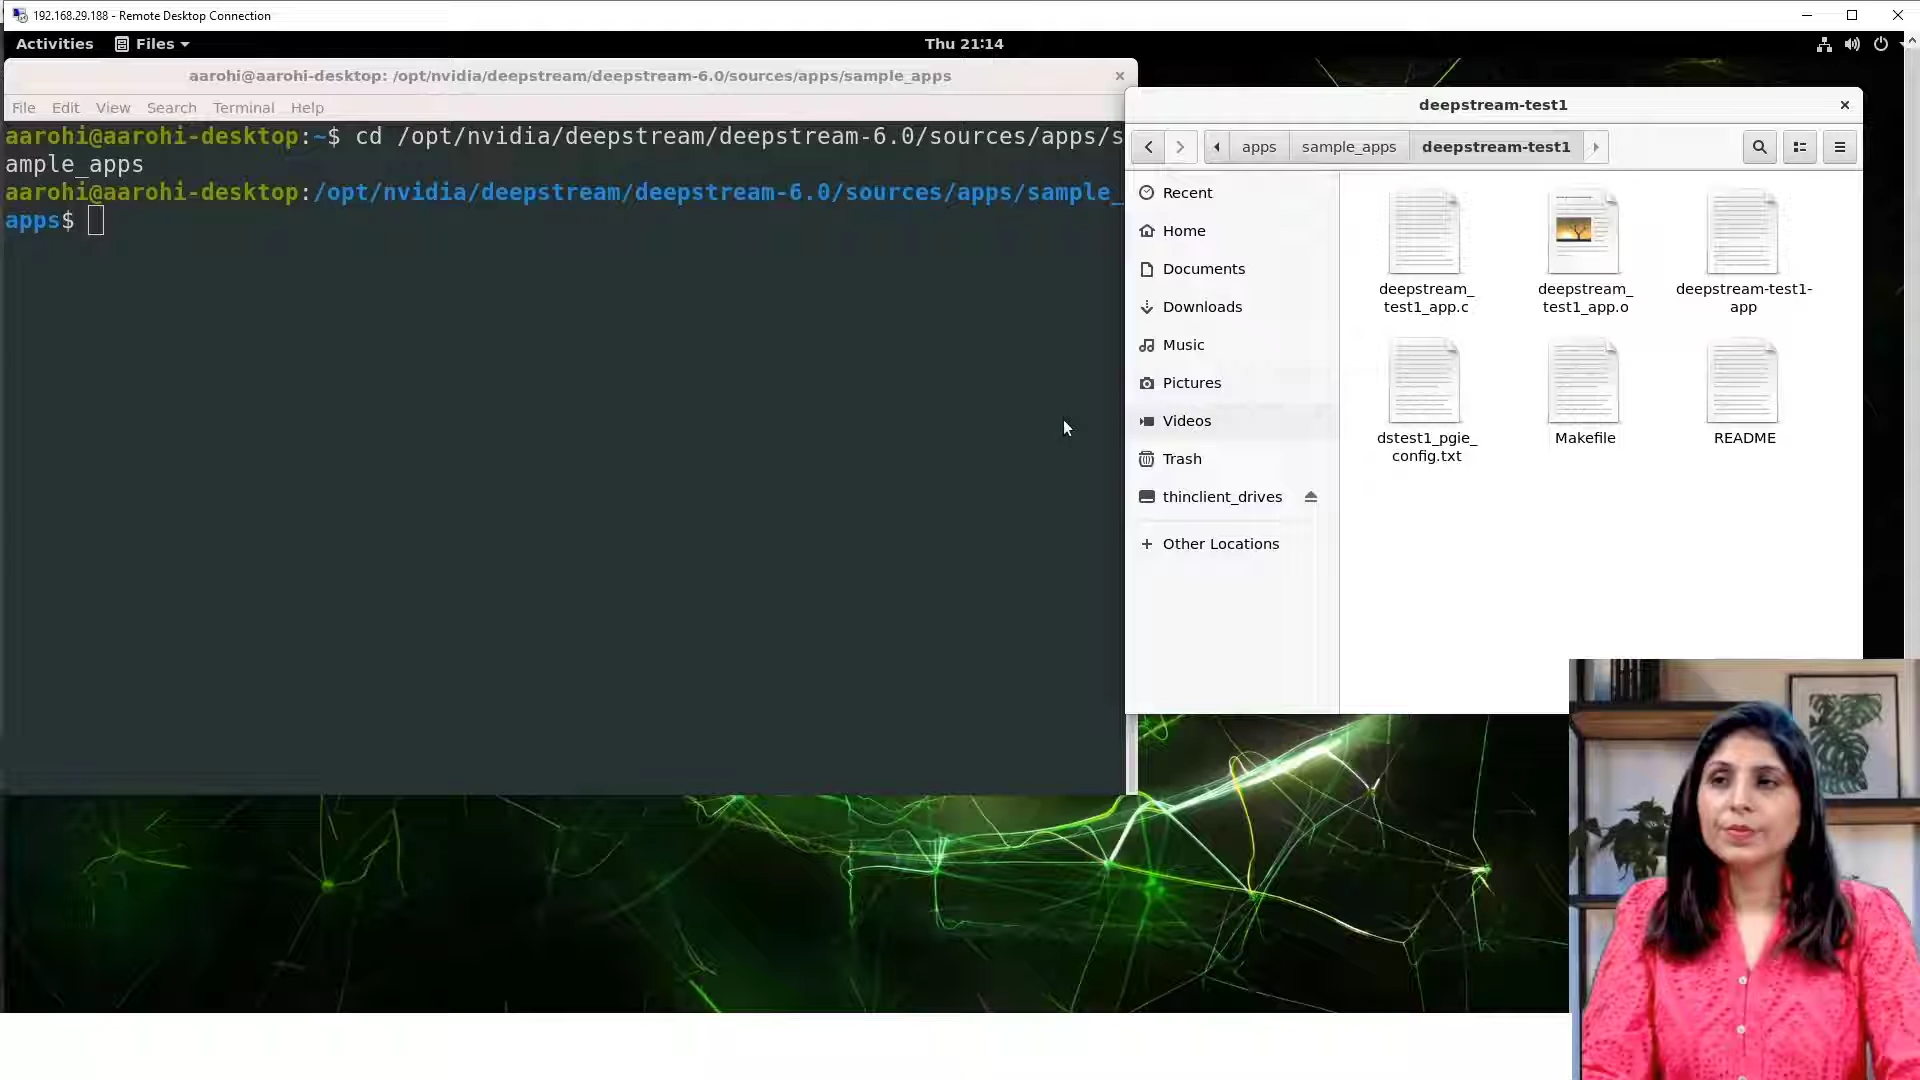 192.168.29.188 - Remote Desktop Connection
Activities Files Thu 21:14
aarohi@aarohi-desktop: /opt/nvidia/deepstream/deepstream-6.0/sources/apps/sample_apps
File Edit View Search Terminal Help
aarohi@aarohi-desktop:~$ cd /opt/nvidia/deepstream/deepstream-6.0/sources/apps/s
ample_apps
aarohi@aarohi-desktop:/opt/nvidia/deepstream/deepstream-6.0/sources/apps/sample_
apps$
deepstream-test1
apps sample_apps deepstream-test1
Recent
Home
Documents
Downloads
Music
Pictures
Videos
Trash
thinclient_drives
Other Locations
deepstream_
test1_app.c
deepstream_
test1_app.o
deepstream-test1-
app
dstest1_pgie_
config.txt
Makefile
README